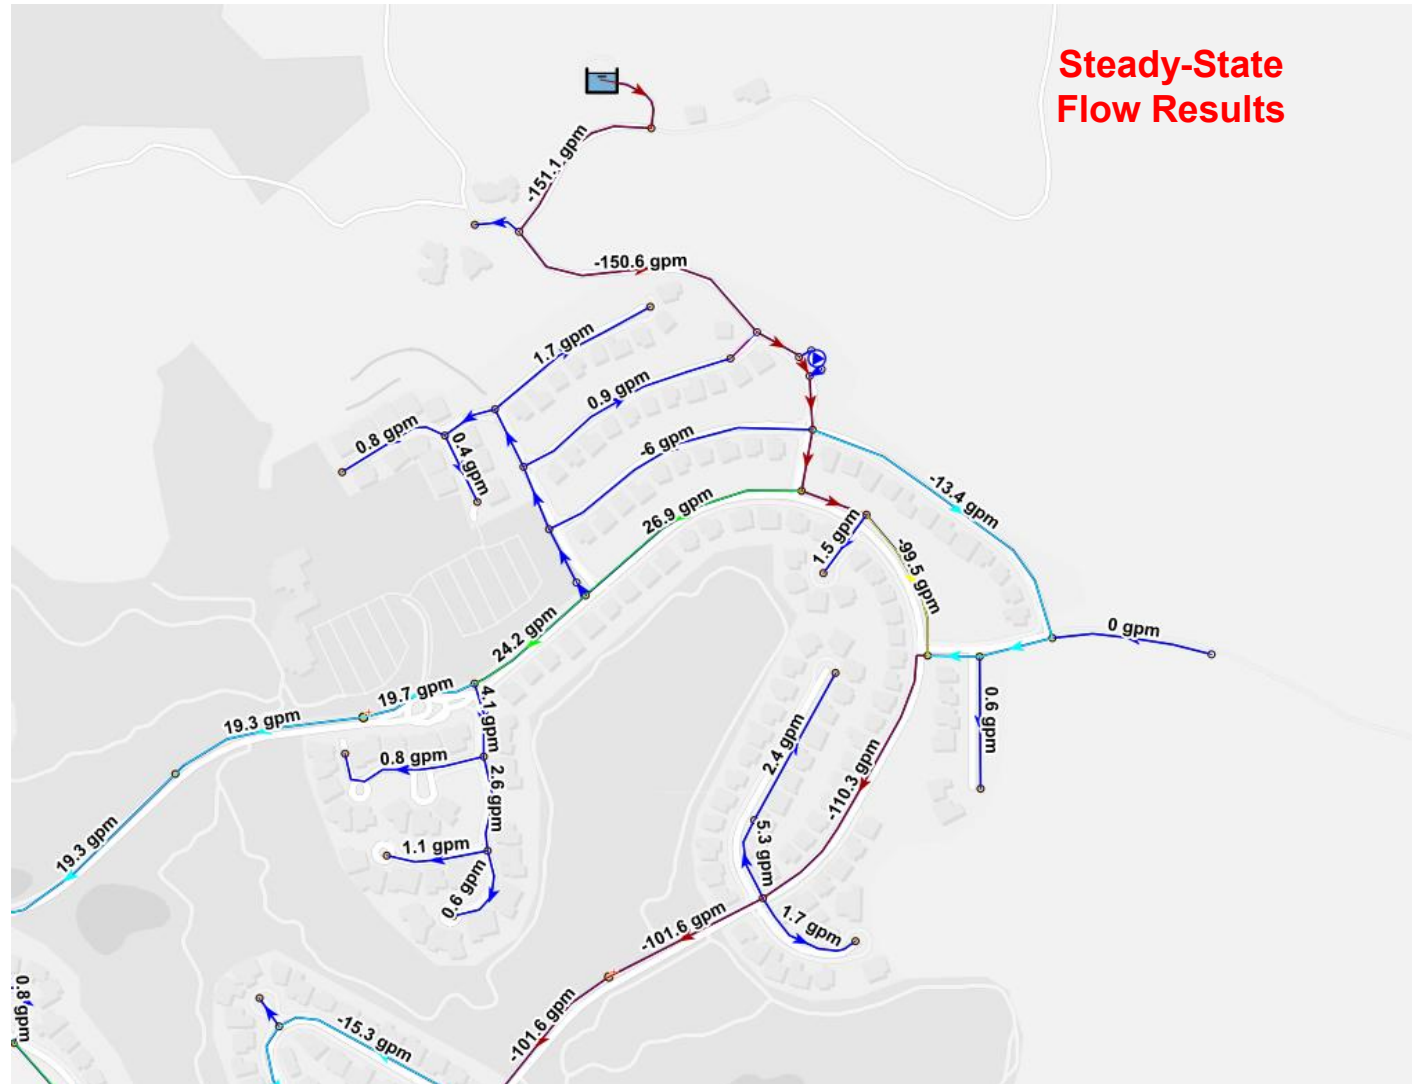 Steady-State
Flow Results
-151.1 gpm
-150.6 gpm
1.7 gpm
0.9 gpm
0.8 gpm
0.4 gpm
-6 gpm
-13.4 gpm
26.9 gpm
1.5 gpm
-99.5 gpm
0 gpm
24.2 gpm
0.6 gpm
19.7 gpm
4.1 gpm
19.3 gpm
2.4 gpm
0.8 gpm
2.6 gpm
-110.3 gpm
19.3 gpm
1.1 gpm
5.3 gpm
0.6 gpm
1.7 gpm
-101.6 gpm
0.8 gpm
-15.3 gpm
-101.6 gpm